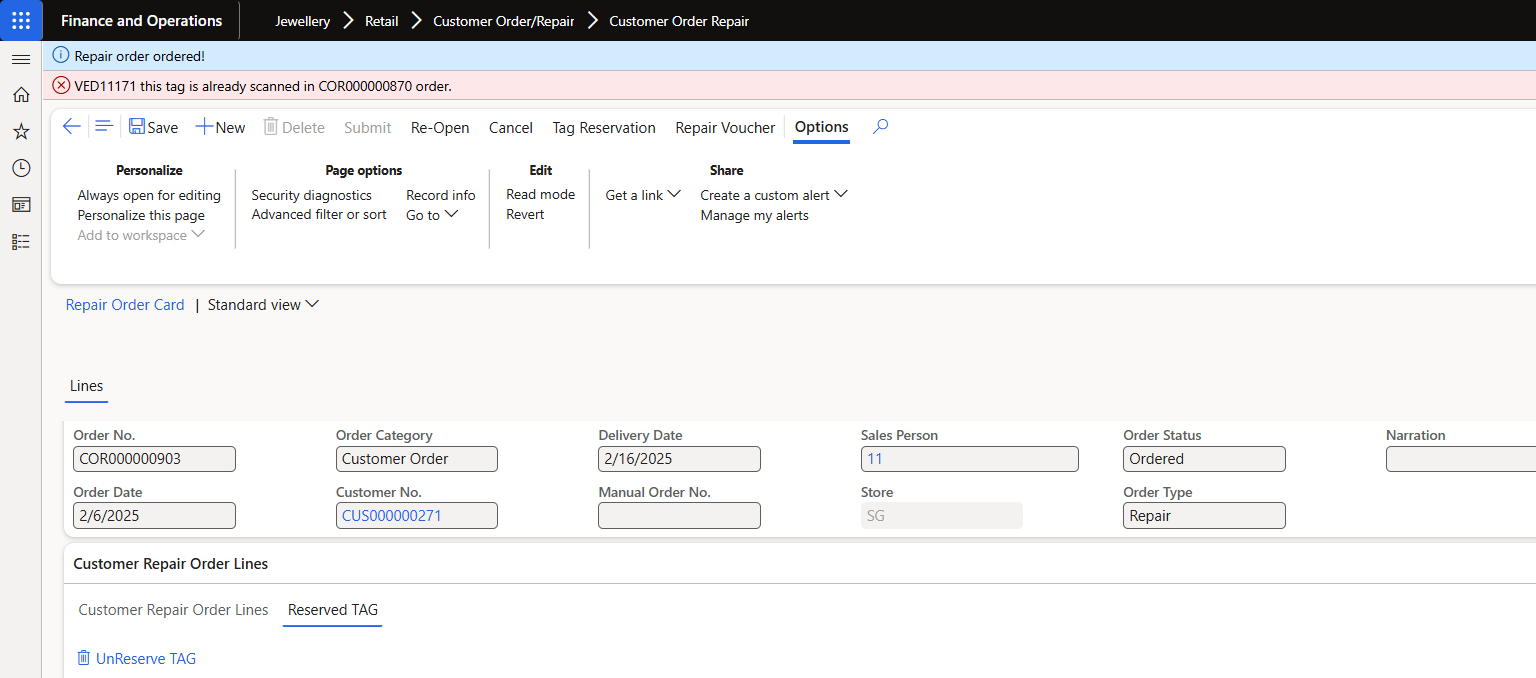 Finance and Operations
Jewellery Retail Customer Order/Repair Customer Order Repair
Repair order ordered!
VED11171 this tag is already scanned in COR000000870 order.
Save New Delete Submit Re-Open Cancel Tag Reservation Repair Voucher Options
Personalize
Always open for editing
Personalize this page
Add to workspace
Page options
Security diagnostics
Advanced filter or sort
Record info
Go to
Edit
Read mode
Revert
Share
Get a link
Create a custom alert
Manage my alerts
Repair Order Card | Standard view
Lines
Order No. Order Category Delivery Date Sales Person Order Status Narration
COR000000903 Customer Order 2/16/2025 11 Ordered
Order Date Customer No. Manual Order No. Store Order Type
2/6/2025 CUS000000271 SG Repair
Customer Repair Order Lines
Customer Repair Order Lines Reserved TAG
UnReserve TAG